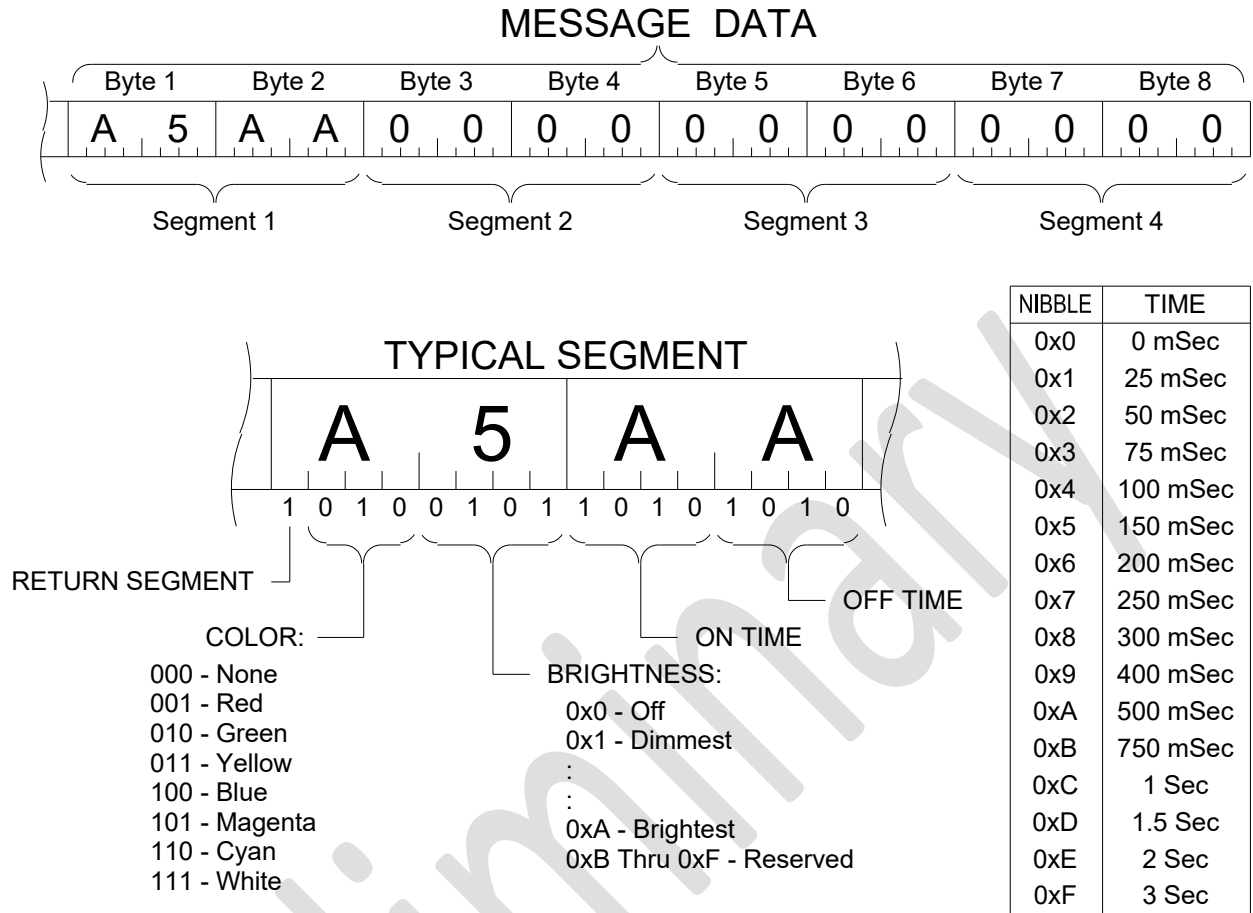 MESSAGE DATA
Byte 1 Byte 2 Byte 3 Byte 4 Byte 5 Byte 6 Byte 7 Byte 8
A 5 A A 0 0 0 0 0 0 0 0 0 0 0 0
Segment 1 Segment 2 Segment 3 Segment 4
TYPICAL SEGMENT
A 5 A A
1 0 1 0 0 1 0 1 1 0 1 0 1 0 1 0
RETURN SEGMENT
COLOR:
000 - None
001 - Red
010 - Green
011 - Yellow
100 - Blue
101 - Magenta
110 - Cyan
111 - White
BRIGHTNESS:
0x0 - Off
0x1 - Dimmest
:
:
0xA - Brightest
0xB Thru 0xF - Reserved
ON TIME
OFF TIME
NIBBLE TIME
0x0 0 mSec
0x1 25 mSec
0x2 50 mSec
0x3 75 mSec
0x4 100 mSec
0x5 150 mSec
0x6 200 mSec
0x7 250 mSec
0x8 300 mSec
0x9 400 mSec
0xA 500 mSec
0xB 750 mSec
0xC 1 Sec
0xD 1.5 Sec
0xE 2 Sec
0xF 3 Sec
liminary